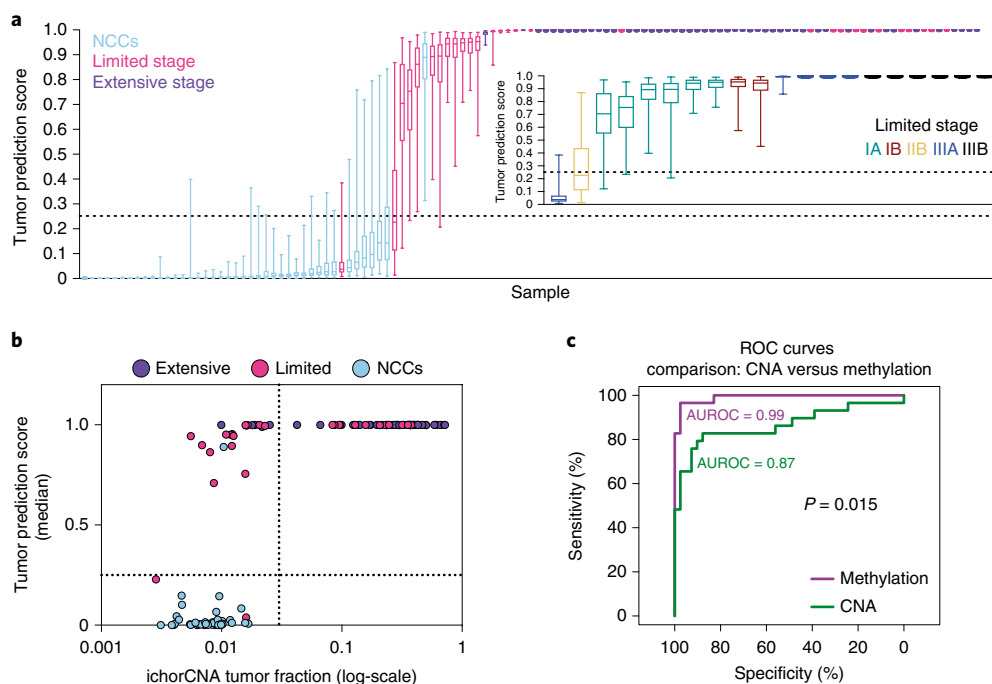 a
NCCs
Limited stage
Extensive stage
Tumor prediction score
1.0
0.9
0.8
0.7
0.6
0.5
0.4
0.3
0.2
0.1
0
Sample
Tumor prediction score
1.0
0.9
0.8
0.7
0.6
0.5
0.4
0.3
0.2
0.1
0
Limited stage
IA IB IIB IIIA IIIB
b
Extensive Limited NCCs
Tumor prediction score
(median)
1.0
0.5
0
0.001 0.01 0.1 1
ichorCNA tumor fraction (log-scale)
c
ROC curves
comparison: CNA versus methylation
Sensitivity (%)
100
80
60
40
20
0
AUROC = 0.99
AUROC = 0.87
P = 0.015
Methylation
CNA
100 80 60 40 20 0
Specificity (%)